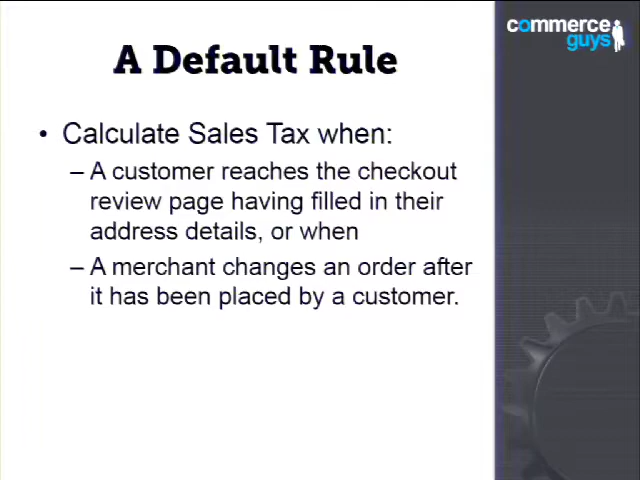 commerce
guys
A Default Rule
• Calculate Sales Tax when:
– A customer reaches the checkout
review page having filled in their
address details, or when
– A merchant changes an order after
it has been placed by a customer.